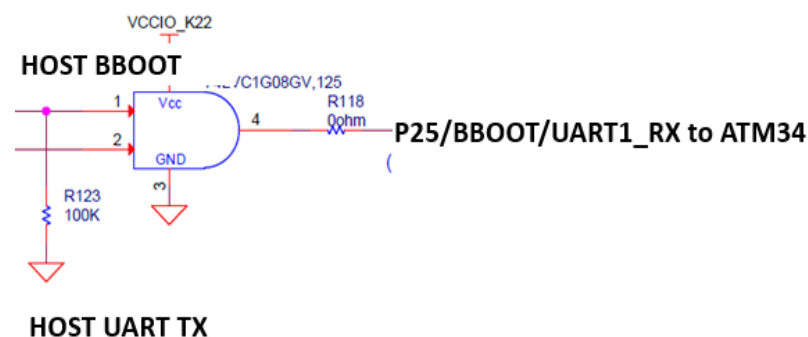 VCCIO_K22
HOST BBOOT
C1G08GV,125
1
Vcc
R118
0ohm
4
P25/BBOOT/UART1_RX to ATM34
2
GND
(
3
R123
100K
HOST UART TX